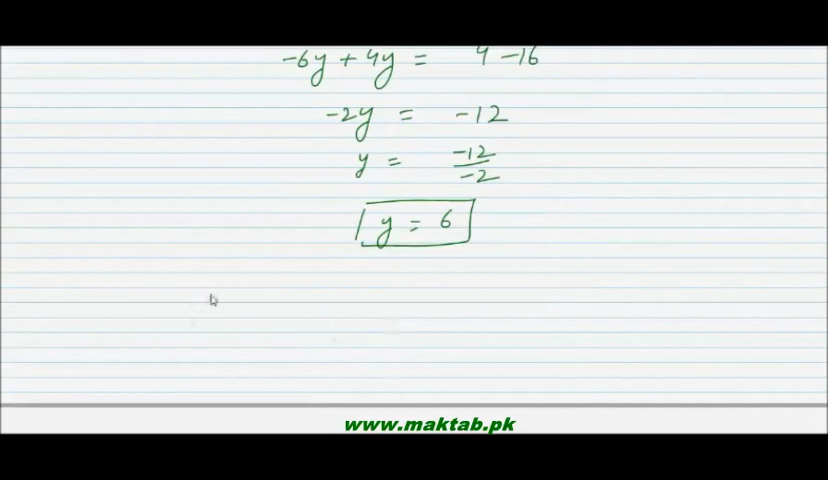 -6y + 4y = 4 - 16
-2y = -12
y = -12/-2
y = 6
www.maktab.pk